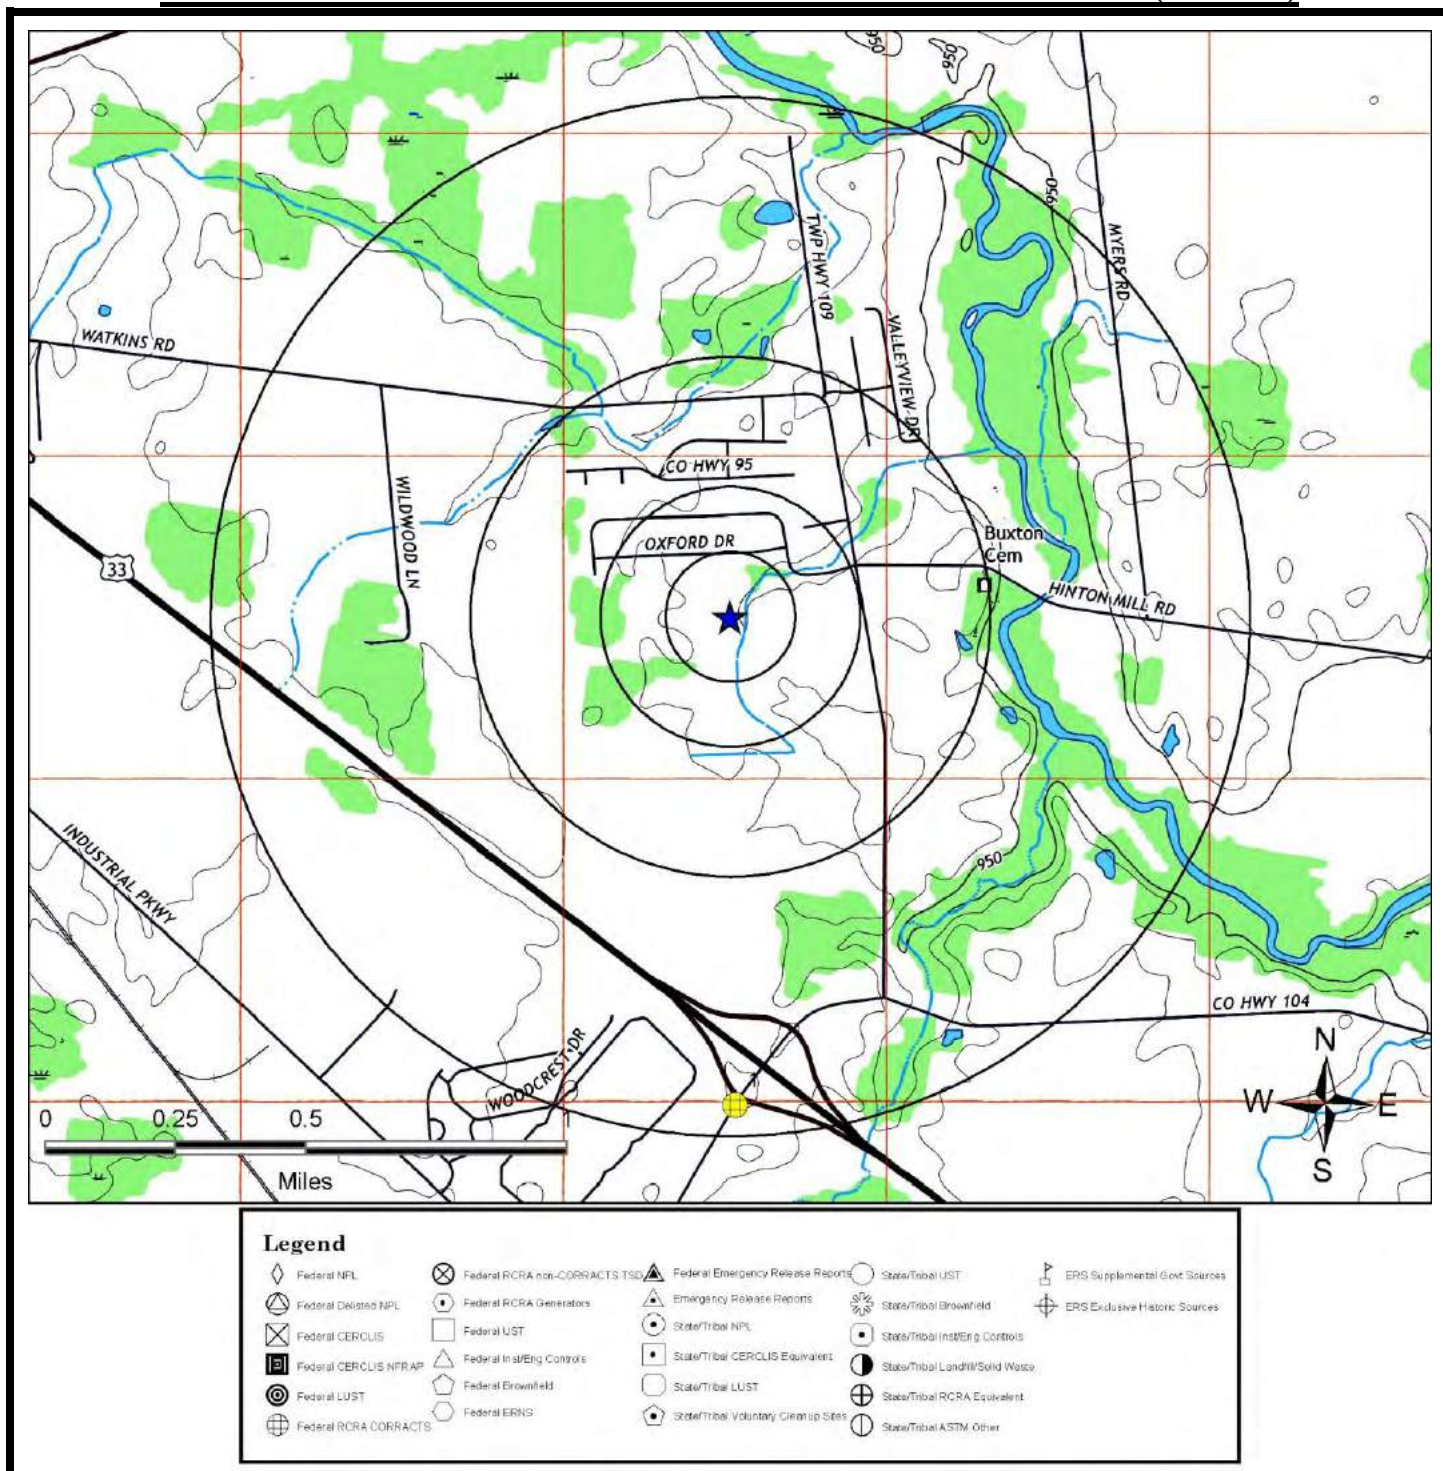 950
950
950
TWP HWY 109
MYERS RD
WATKINS RD
VALLEYVIEW DR
CO HWY 95
WILDWOOD LN
OXFORD DR
Buxton
Cem
33
HINTON MILL RD
INDUSTRIAL PKWY
950
CO HWY 104
WOODCREST DR
N
W E
S
0 0.25 0.5 1
Miles
Legend
Federal NPL
Federal Delisted NPL
Federal CERCLIS
Federal CERCLIS NFRAP
Federal LUST
Federal RCRA CORRACTS
Federal RCRA non-CORRACTS TSD
Federal RCRA Generators
Federal UST
Federal Inst/Eng Controls
Federal Brownfield
Federal ERNS
Federal Emergency Release Reports
Emergency Release Reports
State/Tribal NPL
State/Tribal CERCLIS Equivalent
State/Tribal LUST
State/Tribal Voluntary Cleanup Sites
State/Tribal UST
State/Tribal Brownfield
State/Tribal Inst/Eng Controls
State/Tribal Landfill/Solid Waste
State/Tribal RCRA Equivalent
State/Tribal ASTM Other
ERS Supplemental Govt Sources
ERS Exclusive Historic Sources